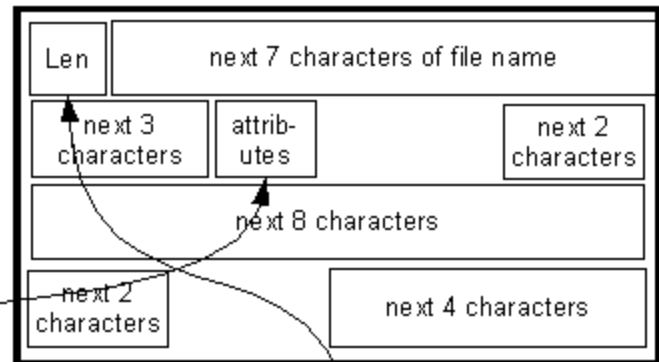 Len
next 7 characters of file name
next 3
characters
attrib-
utes
next 2
characters
next 8 characters
next 2
characters
next 4 characters